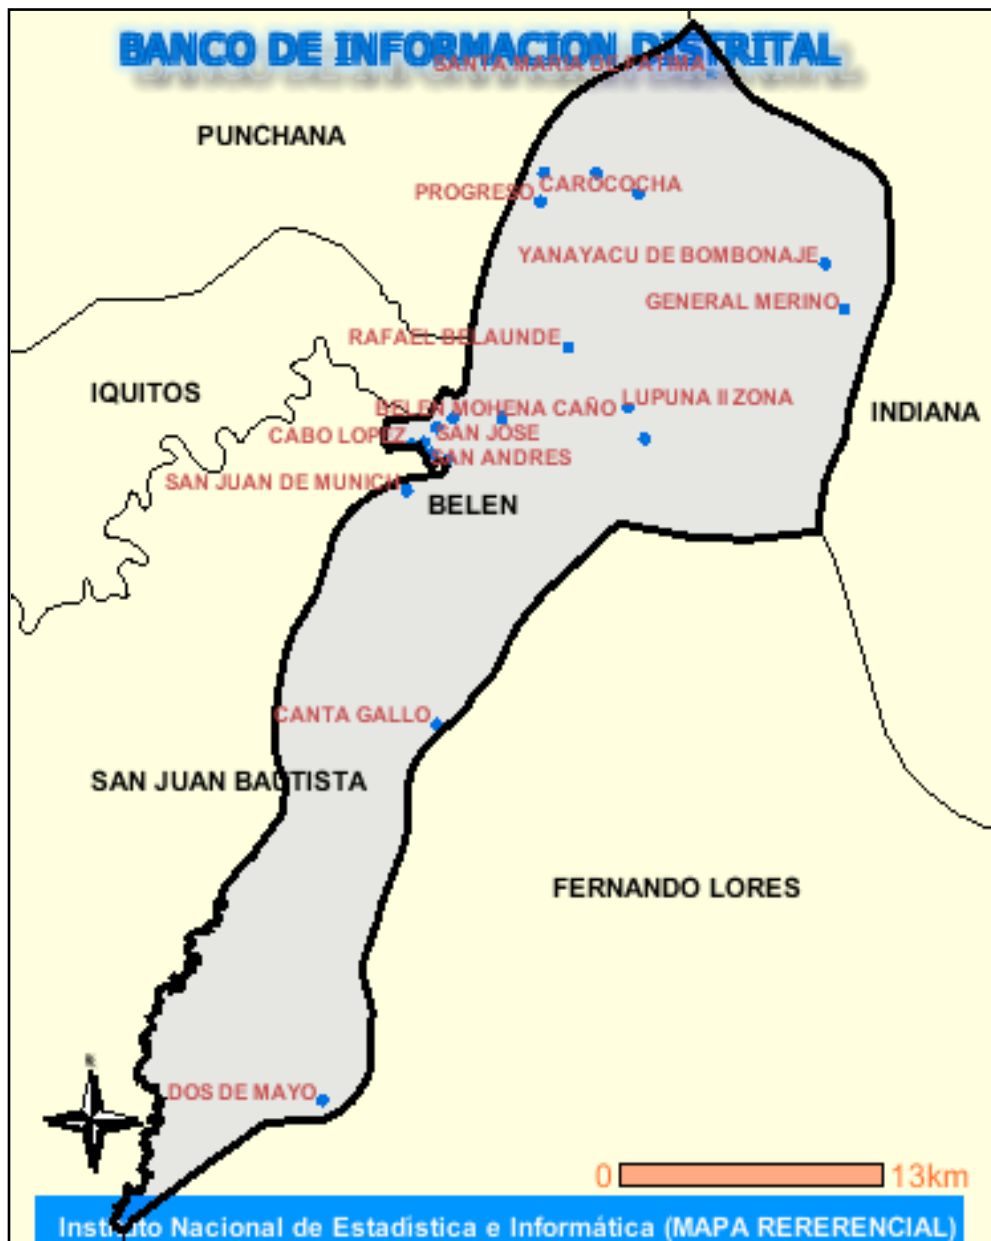 BANCO DE INFORMACION DISTRITAL
SANTA MARIA DE FATIMA
PUNCHANA
CAROCOCHA
PROGRESO
YANAYACU DE BOMBONAJE
GENERAL MERINO
RAFAEL BELAUNDE
IQUITOS
LUPUNA II ZONA
BELEN MOHENA CAÑO
INDIANA
CABO LOPEZ
SAN JOSE
SAN ANDRES
SAN JUAN DE MUNICH
BELEN
CANTA GALLO
SAN JUAN BAUTISTA
FERNANDO LORES
DOS DE MAYO
0 13km
Instituto Nacional de Estadística e Informática (MAPA RERERENCIAL)